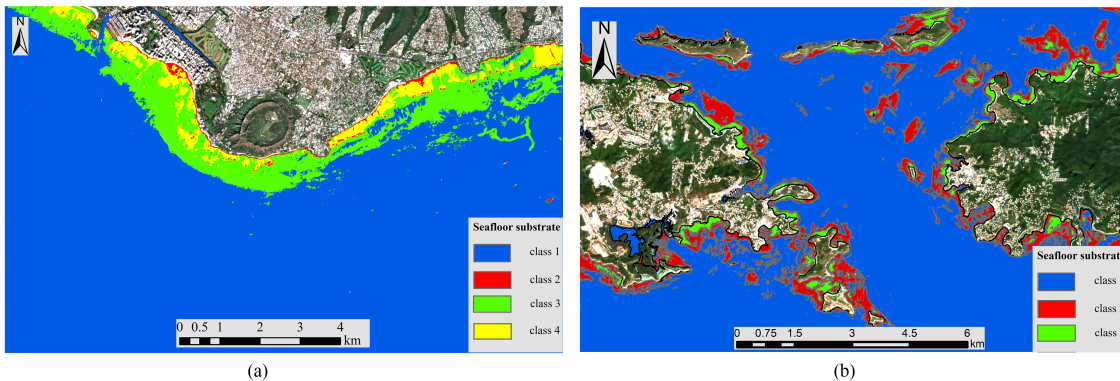 N
Seafloor substrate
class 1
class 2
class 3
class 4
0 0.5 1 2 3 4
km
(a)
N
Seafloor substrat
class
class
class
0 0.75 1.5 3 4.5 6
km
(b)